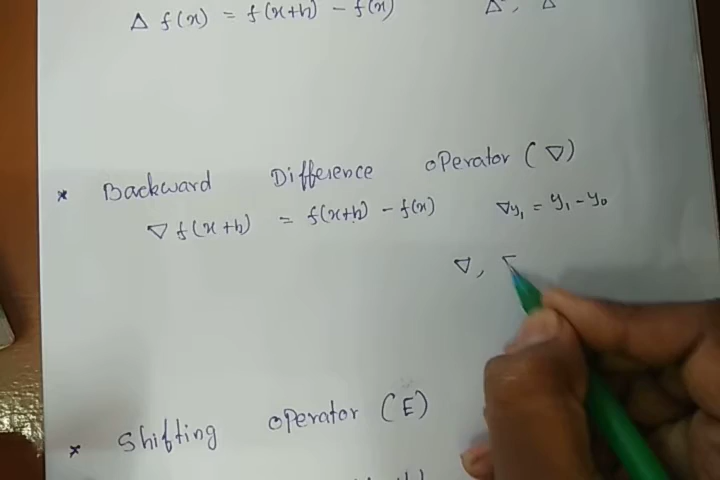 Δ f(x) = f(x+h) - f(x) Δ, Δ
* Backward Difference operator (∇)
∇ f(x+h) = f(x+h) - f(x) ∇y₁ = y₁ - y₀
∇,
* Shifting operator (E)